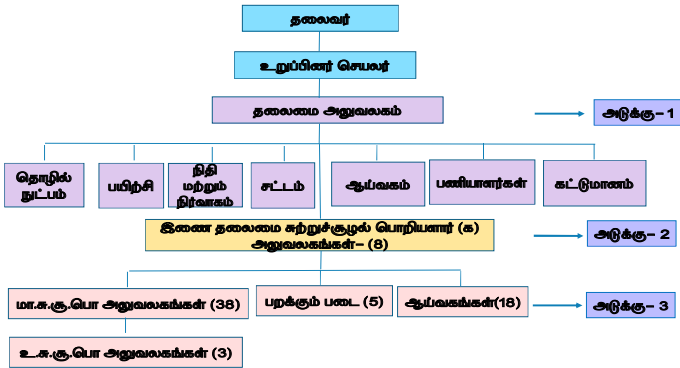 தலைவர்
உறுப்பினர் செயலர்
தலைமை அலுவலகம்
அடுக்கு– 1
தொழில்
நுட்பம்
பயிற்சி
நிதி
மற்றும்
நிர்வாகம்
சட்டம்
ஆய்வகம்
பணியாளர்கள்
கட்டுமானம்
இணை தலைமை சுற்றுச்சூழல் பொறியாளர் (க)
அலுவலகங்கள்– (8)
அடுக்கு– 2
மா.சு.சூ.பொ அலுவலகங்கள் (38)
பறக்கும் படை (5)
ஆய்வகங்கள்(18)
அடுக்கு– 3
உ.சு.சூ.பொ அலுவலகங்கள் (3)